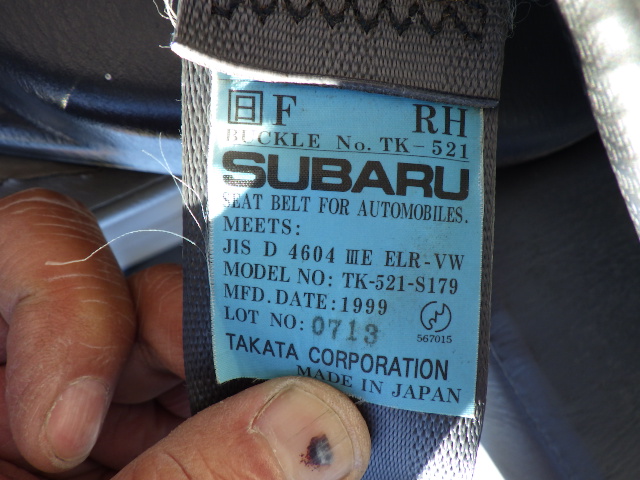 日 F RH
BUCKLE No. TK-521
SUBARU
SEAT BELT FOR AUTOMOBILES.
MEETS:
JIS D 4604 ⅢE ELR-VW
MODEL NO: TK-521-S179
MFD. DATE: 1999
LOT NO: 0713
567015
TAKATA CORPORATION
MADE IN JAPAN